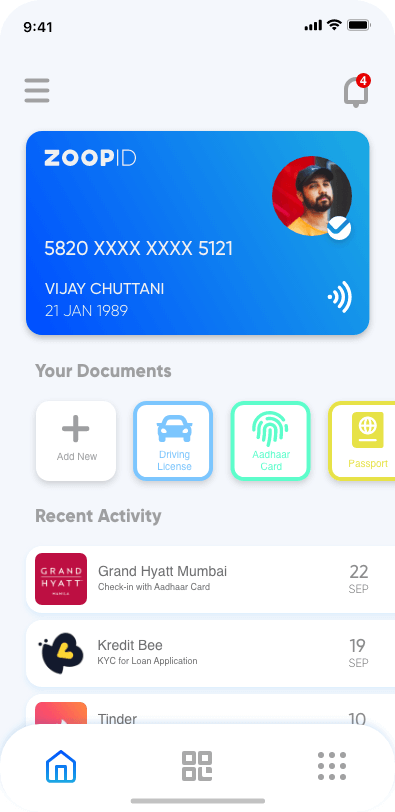 9:41
4
ZOOPID
5820 XXXX XXXX 5121
VIJAY CHUTTANI
21 JAN 1989
Your Documents
Add New
Driving
License
Aadhaar
Card
Passport
Recent Activity
GRAND
HYATT
MUMBAI
Grand Hyatt Mumbai
Check-in with Aadhaar Card
22
SEP
Kredit Bee
KYC for Loan Application
19
SEP
Tinder
10